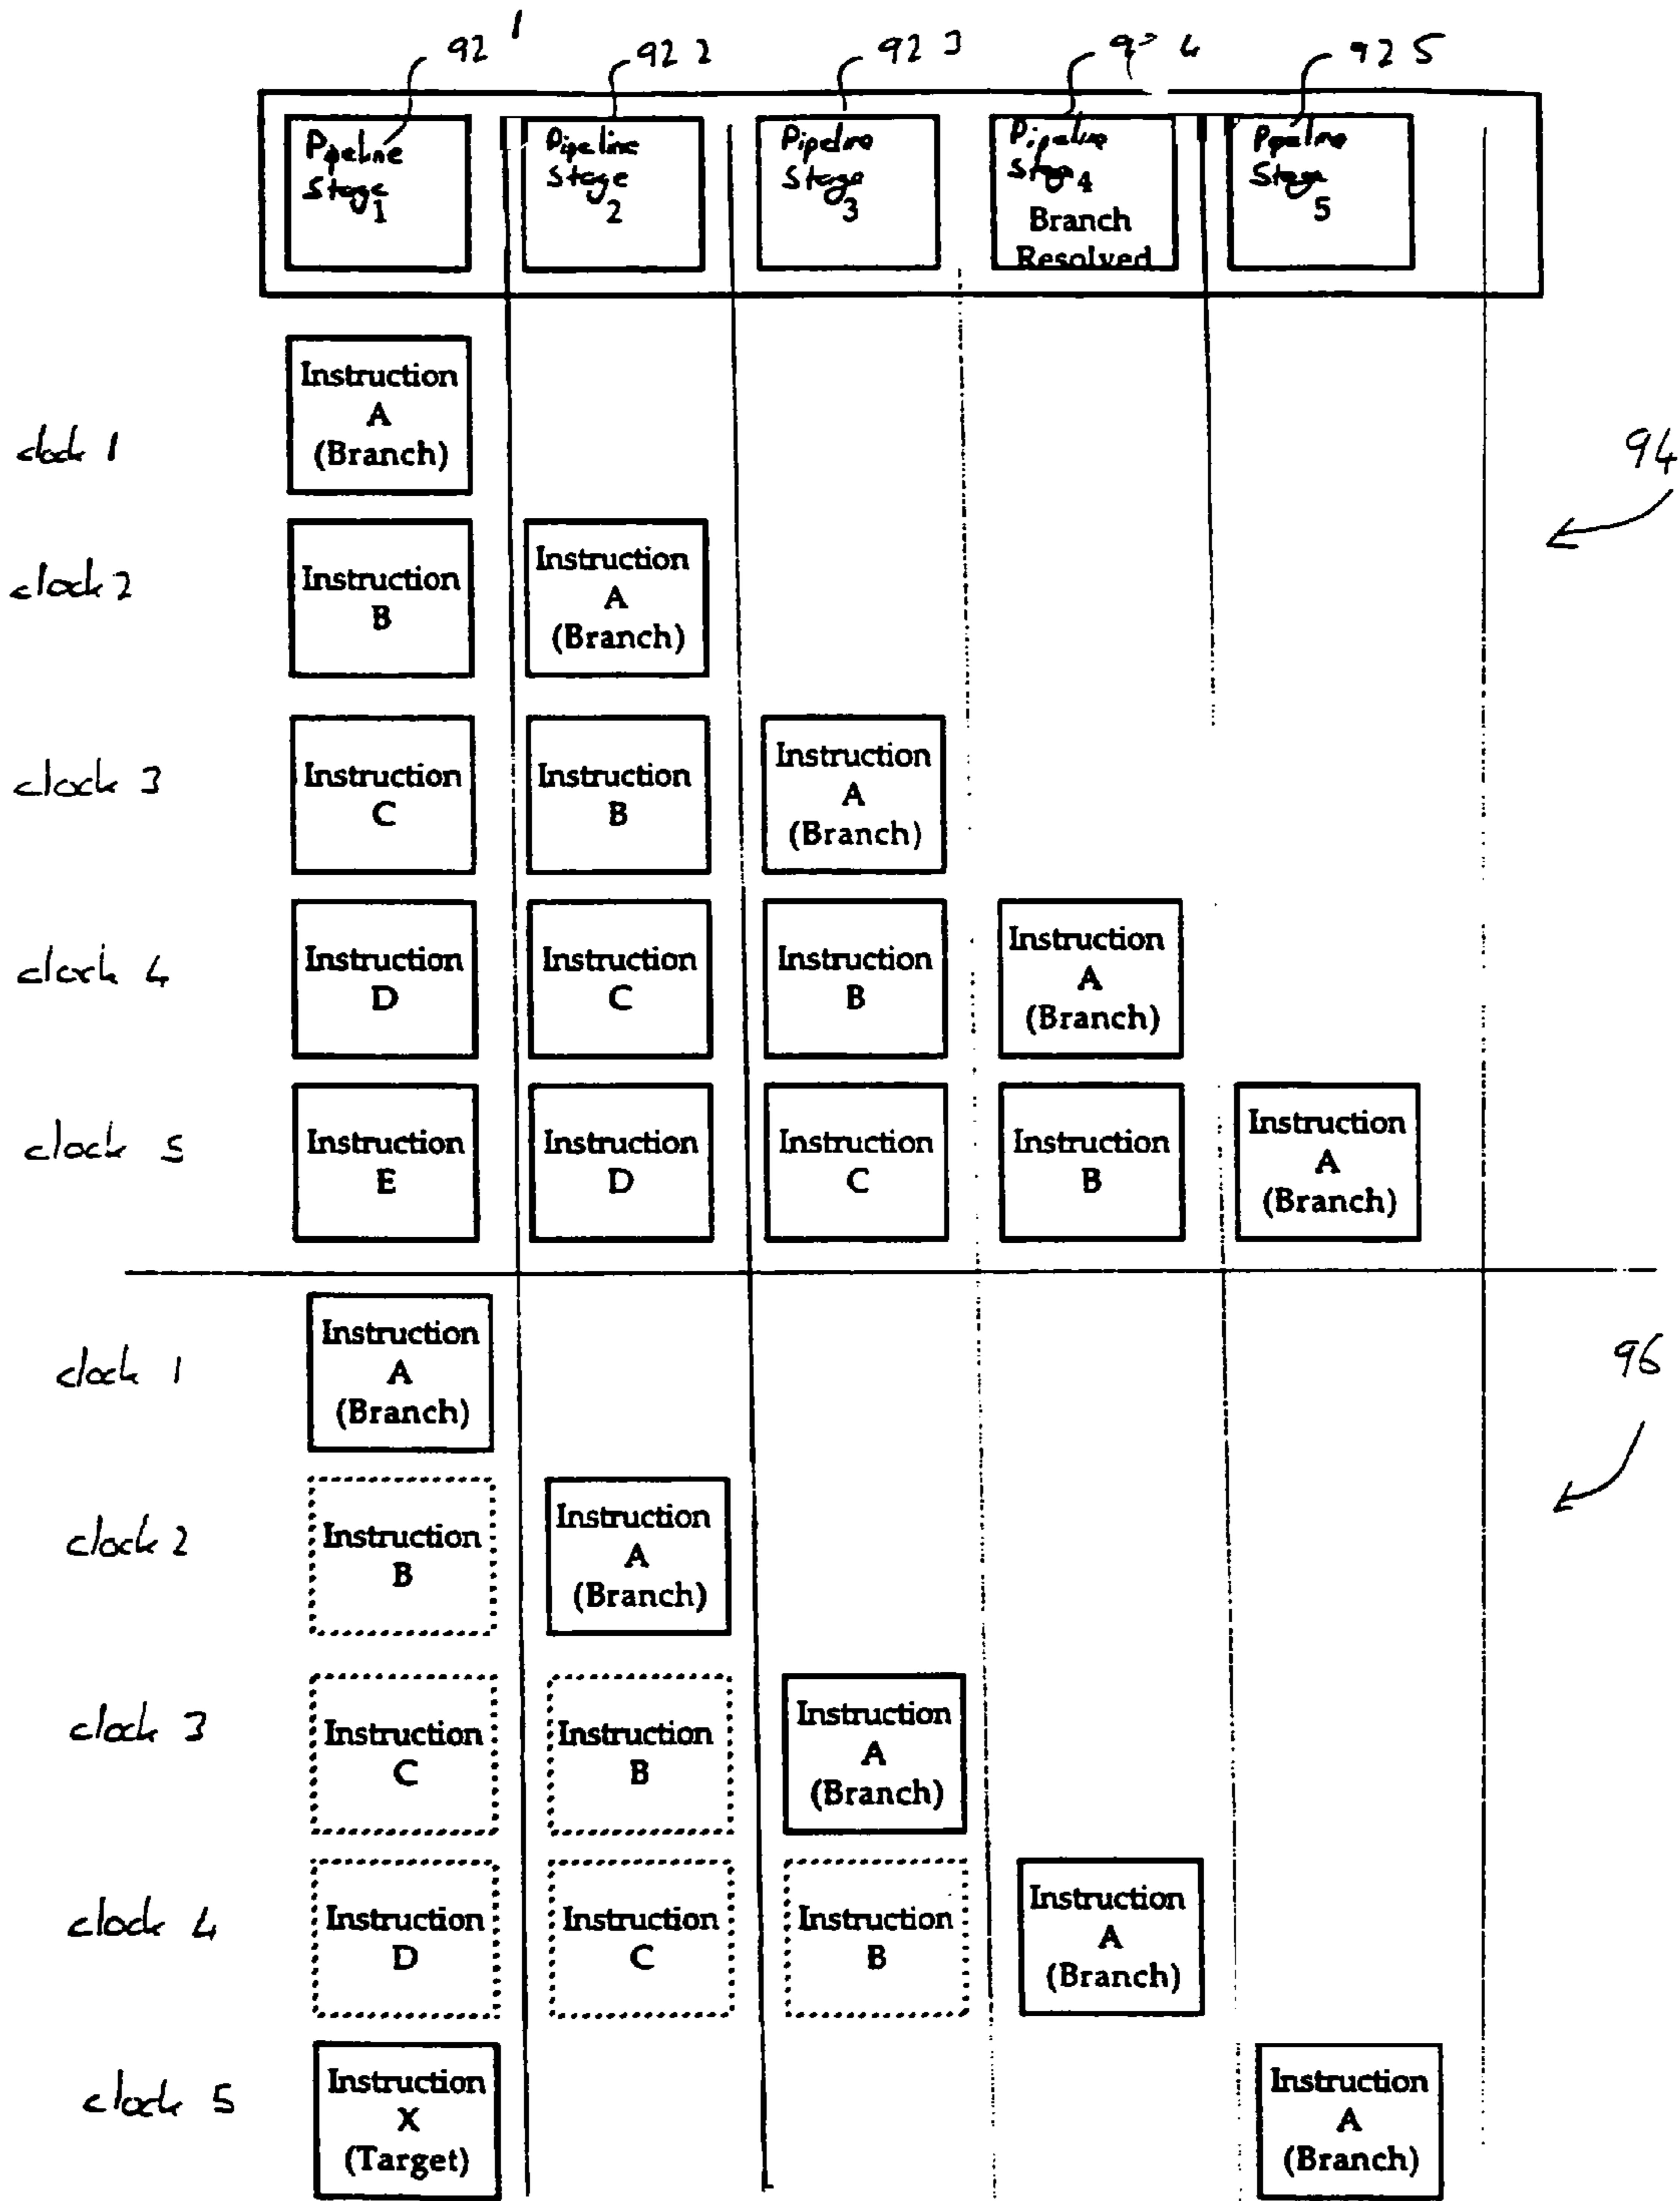 92 1
92 2
92 3
9 4
92 5
Pipeline
Stage
1
Pipeline
Stage
2
Pipeline
Stage
3
Pipeline
Stage 4
Branch
Resolved
Pipeline
Stage
5
clock 1
Instruction
A
(Branch)
94
clock 2
Instruction
B
Instruction
A
(Branch)
clock 3
Instruction
C
Instruction
B
Instruction
A
(Branch)
clock 4
Instruction
D
Instruction
C
Instruction
B
Instruction
A
(Branch)
clock 5
Instruction
E
Instruction
D
Instruction
C
Instruction
B
Instruction
A
(Branch)
clock 1
Instruction
A
(Branch)
96
clock 2
Instruction
B
Instruction
A
(Branch)
clock 3
Instruction
C
Instruction
B
Instruction
A
(Branch)
clock 4
Instruction
D
Instruction
C
Instruction
B
Instruction
A
(Branch)
clock 5
Instruction
X
(Target)
Instruction
A
(Branch)